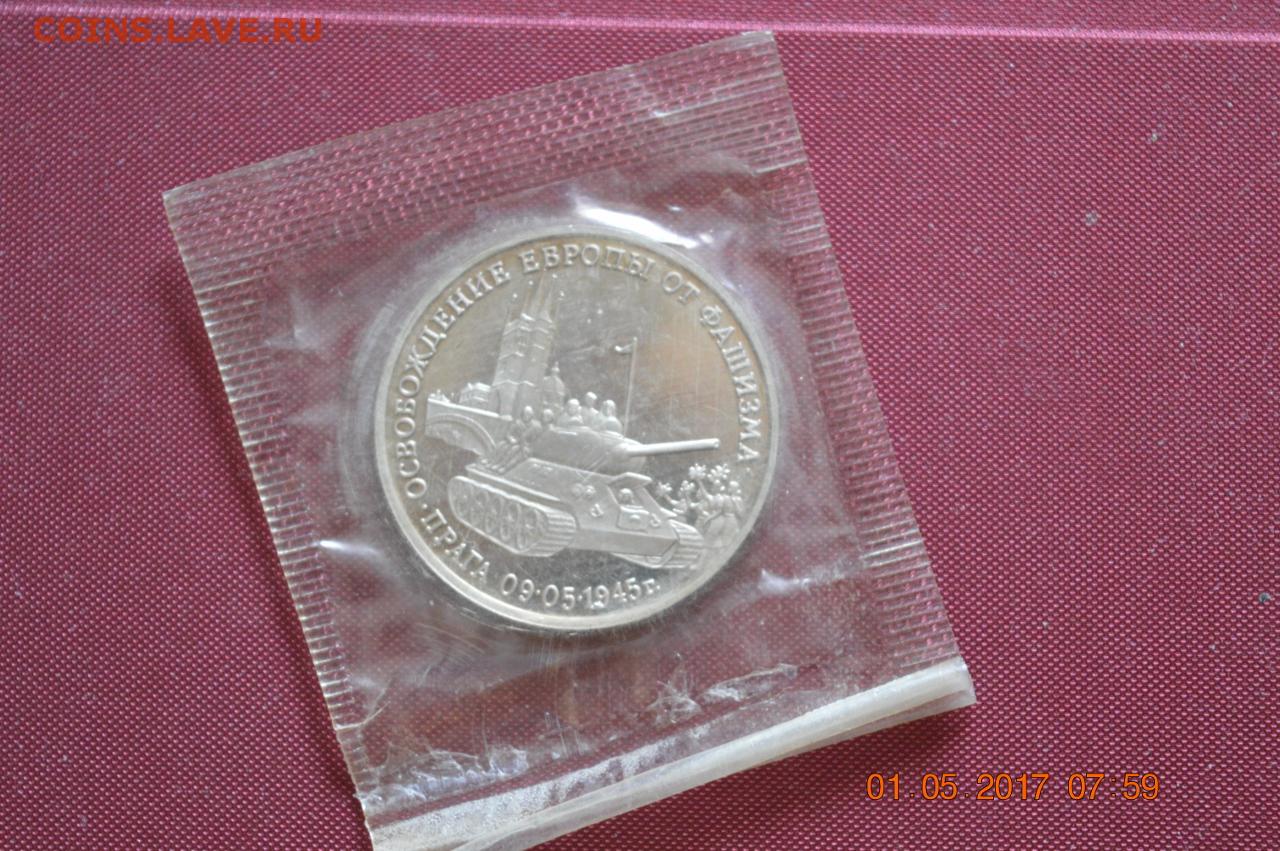 COINS.LAVE.RU
ОСВОБОЖДЕНИЕ ЕВРОПЫ ОТ ФАШИЗМА
·ПРАГА 09·05·1945г.
01.05.2017 07:59